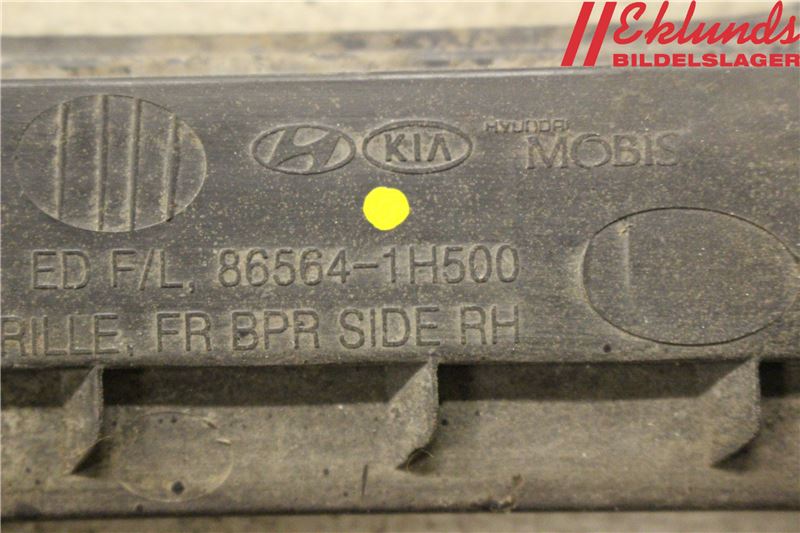 Eklunds
BILDELSLAGER
KIA
HYUNDAI
MOBIS
ED F/L, 86564-1H500
RILLE, FR BPR SIDE RH